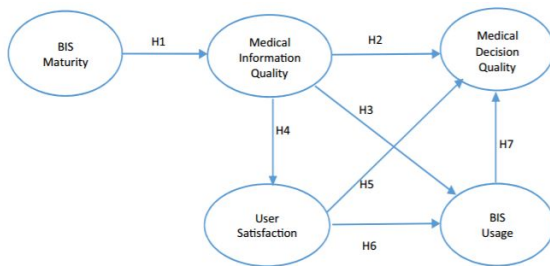 BIS
Maturity
H1
Medical
Information
Quality
H2
Medical
Decision
Quality
H3
H4
H7
H5
User
Satisfaction
H6
BIS
Usage